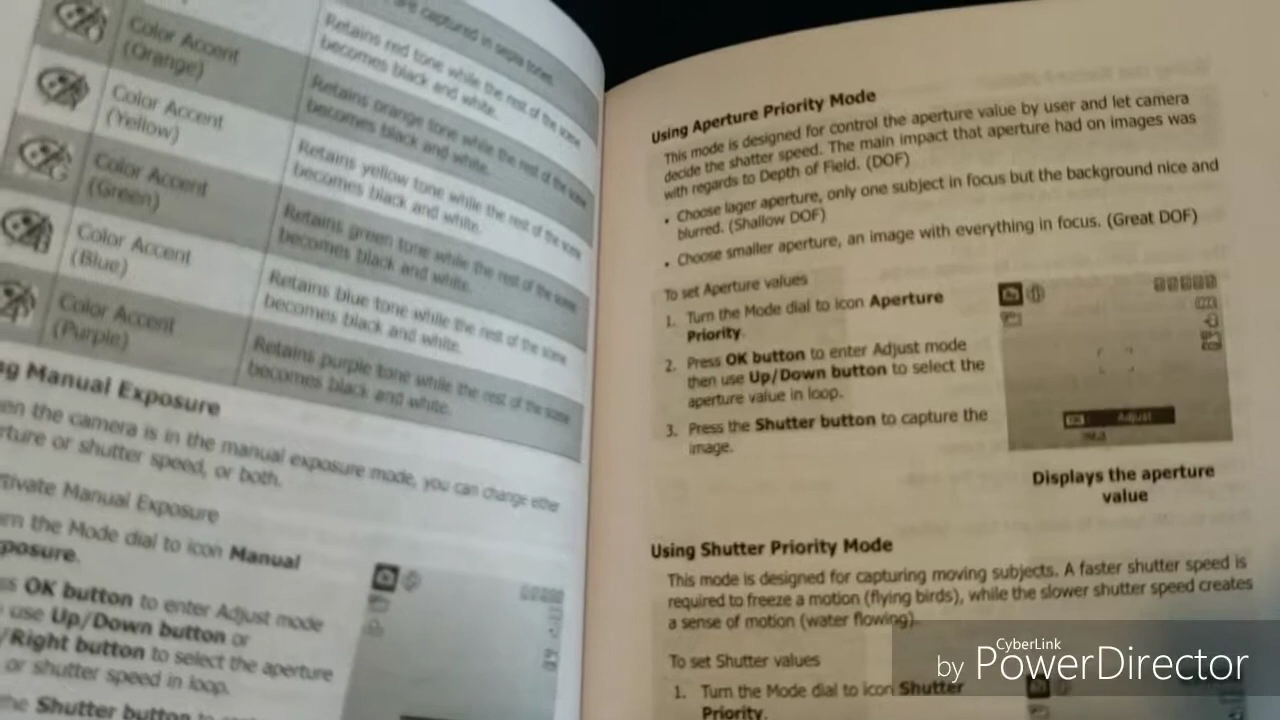 are captured in sepia tones.
Color Accent
(Orange)
Retains red tone while the rest of the scene
becomes black and white.
Color Accent
(Yellow)
Retains orange tone while the rest of the scene
becomes black and white.
Color Accent
(Green)
Retains yellow tone while the rest of the scene
becomes black and white.
Color Accent
(Blue)
Retains green tone while the rest of the scene
becomes black and white.
Color Accent
(Purple)
Retains blue tone while the rest of the scene
becomes black and white.
Retains purple tone while the rest of the scene
becomes black and white.
Manual Exposure
the camera is in the manual exposure mode, you can change either
or shutter speed, or both.
Manual Exposure
the Mode dial to icon Manual
OK button to enter Adjust mode
use Up/Down button or
/Right button to select the aperture
or shutter speed in loop.
Shutter button
Using Aperture Priority Mode
This mode is designed for control the aperture value by user and let camera
decide the shatter speed. The main impact that aperture had on images was
with regards to Depth of Field. (DOF)
• Choose lager aperture, only one subject in focus but the background nice and
blurred. (Shallow DOF)
• Choose smaller aperture, an image with everything in focus. (Great DOF)
To set Aperture values
1. Turn the Mode dial to icon Aperture
Priority.
2. Press OK button to enter Adjust mode
then use Up/Down button to select the
aperture value in loop.
3. Press the Shutter button to capture the
image.
OK Adjust
Displays the aperture
value
Using Shutter Priority Mode
This mode is designed for capturing moving subjects. A faster shutter speed is
required to freeze a motion (flying birds), while the slower shutter speed creates
a sense of motion (water flowing).
To set Shutter values
1. Turn the Mode dial to icon Shutter
Priority.
CyberLink
by PowerDirector